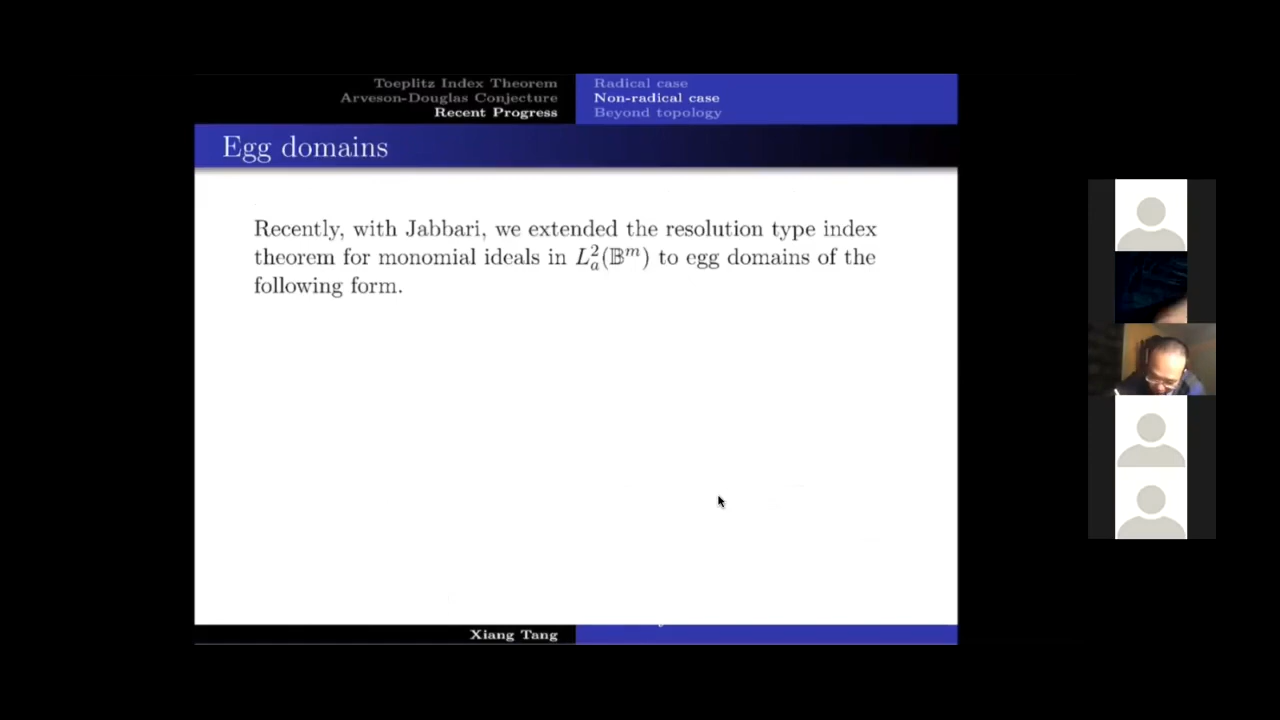 Toeplitz Index Theorem
Arveson-Douglas Conjecture
Recent Progress
Radical case
Non-radical case
Beyond topology
Egg domains
Recently, with Jabbari, we extended the resolution type index
theorem for monomial ideals in $L^2_a(\mathbb{B}^m)$ to egg domains of the
following form.
Xiang Tang